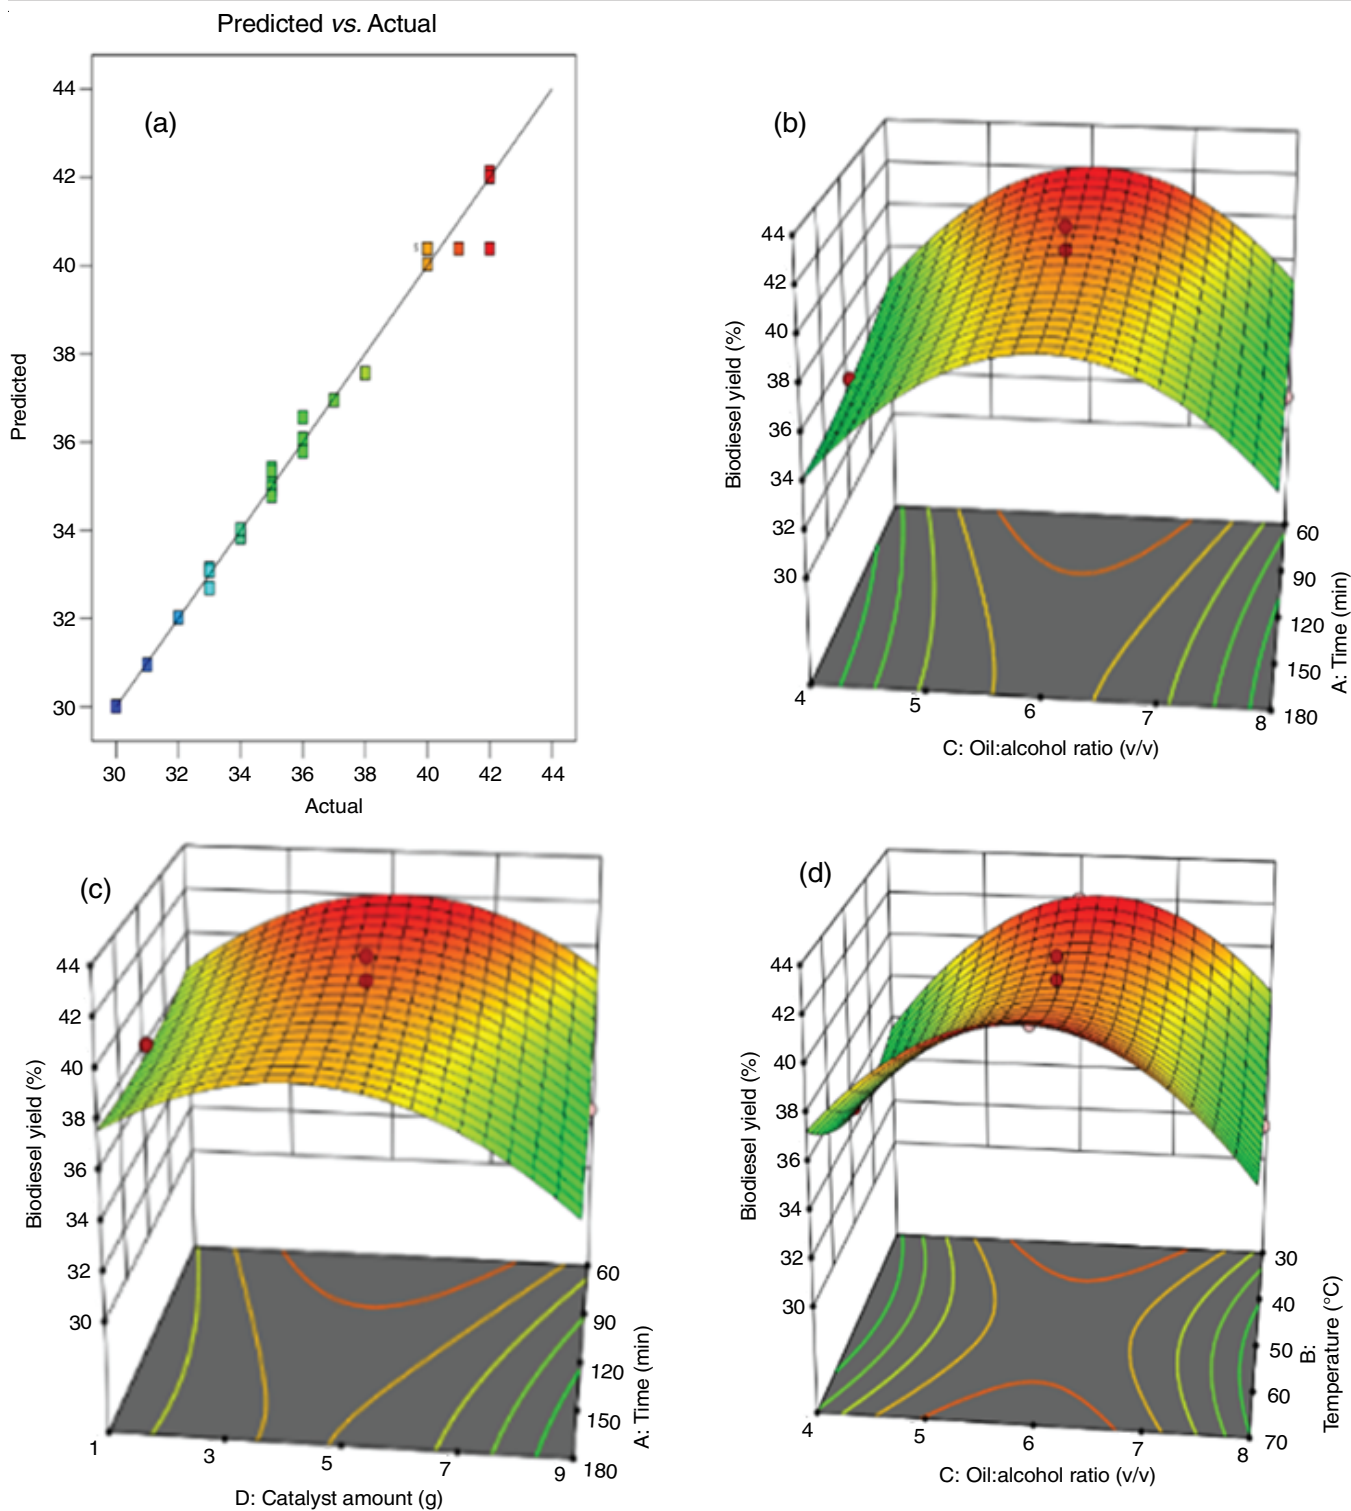 Predicted vs. Actual
(a)
44
42
40
38
36
34
32
30
Predicted
5
30 32 34 36 38 40 42 44
Actual
(b)
44
42
40
38
36
34
32
30
Biodiesel yield (%)
60
90
120
150
180
A: Time (min)
4 5 6 7 8
C: Oil:alcohol ratio (v/v)
(c)
44
42
40
38
36
34
32
30
Biodiesel yield (%)
60
90
120
150
180
A: Time (min)
1 3 5 7 9
D: Catalyst amount (g)
(d)
44
42
40
38
36
34
32
30
Biodiesel yield (%)
30
40
50
60
70
B:
Temperature (°C)
4 5 6 7 8
C: Oil:alcohol ratio (v/v)